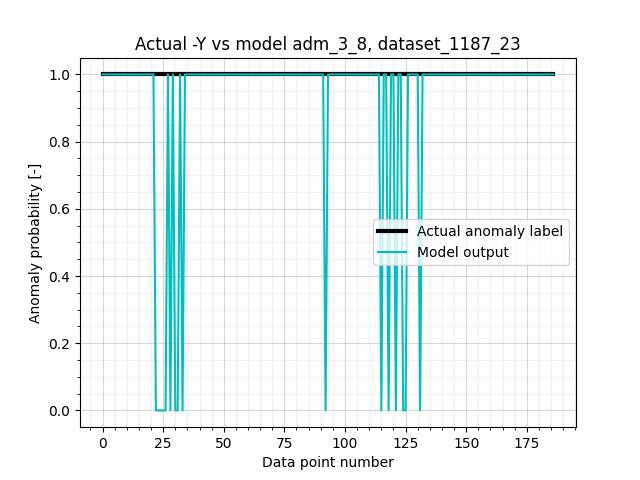 Actual -Y vs model adm_3_8, dataset_1187_23
1.0
0.8
0.6
0.4
0.2
0.0
Anomaly probability [-]
Actual anomaly label
Model output
0 25 50 75 100 125 150 175
Data point number